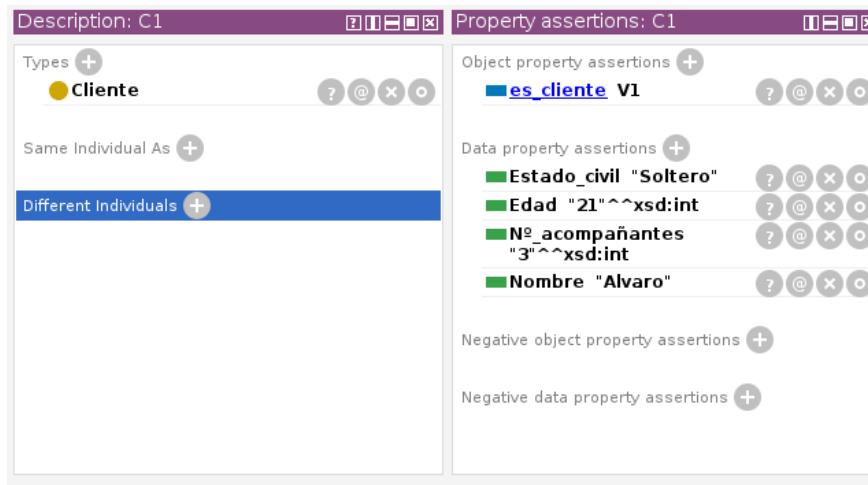 Description: C1
Types
Cliente
Same Individual As
Different Individuals
Property assertions: C1
Object property assertions
es_cliente V1
Data property assertions
Estado_civil "Soltero"
Edad "21"^^xsd:int
Nº_acompañantes
"3"^^xsd:int
Nombre "Alvaro"
Negative object property assertions
Negative data property assertions